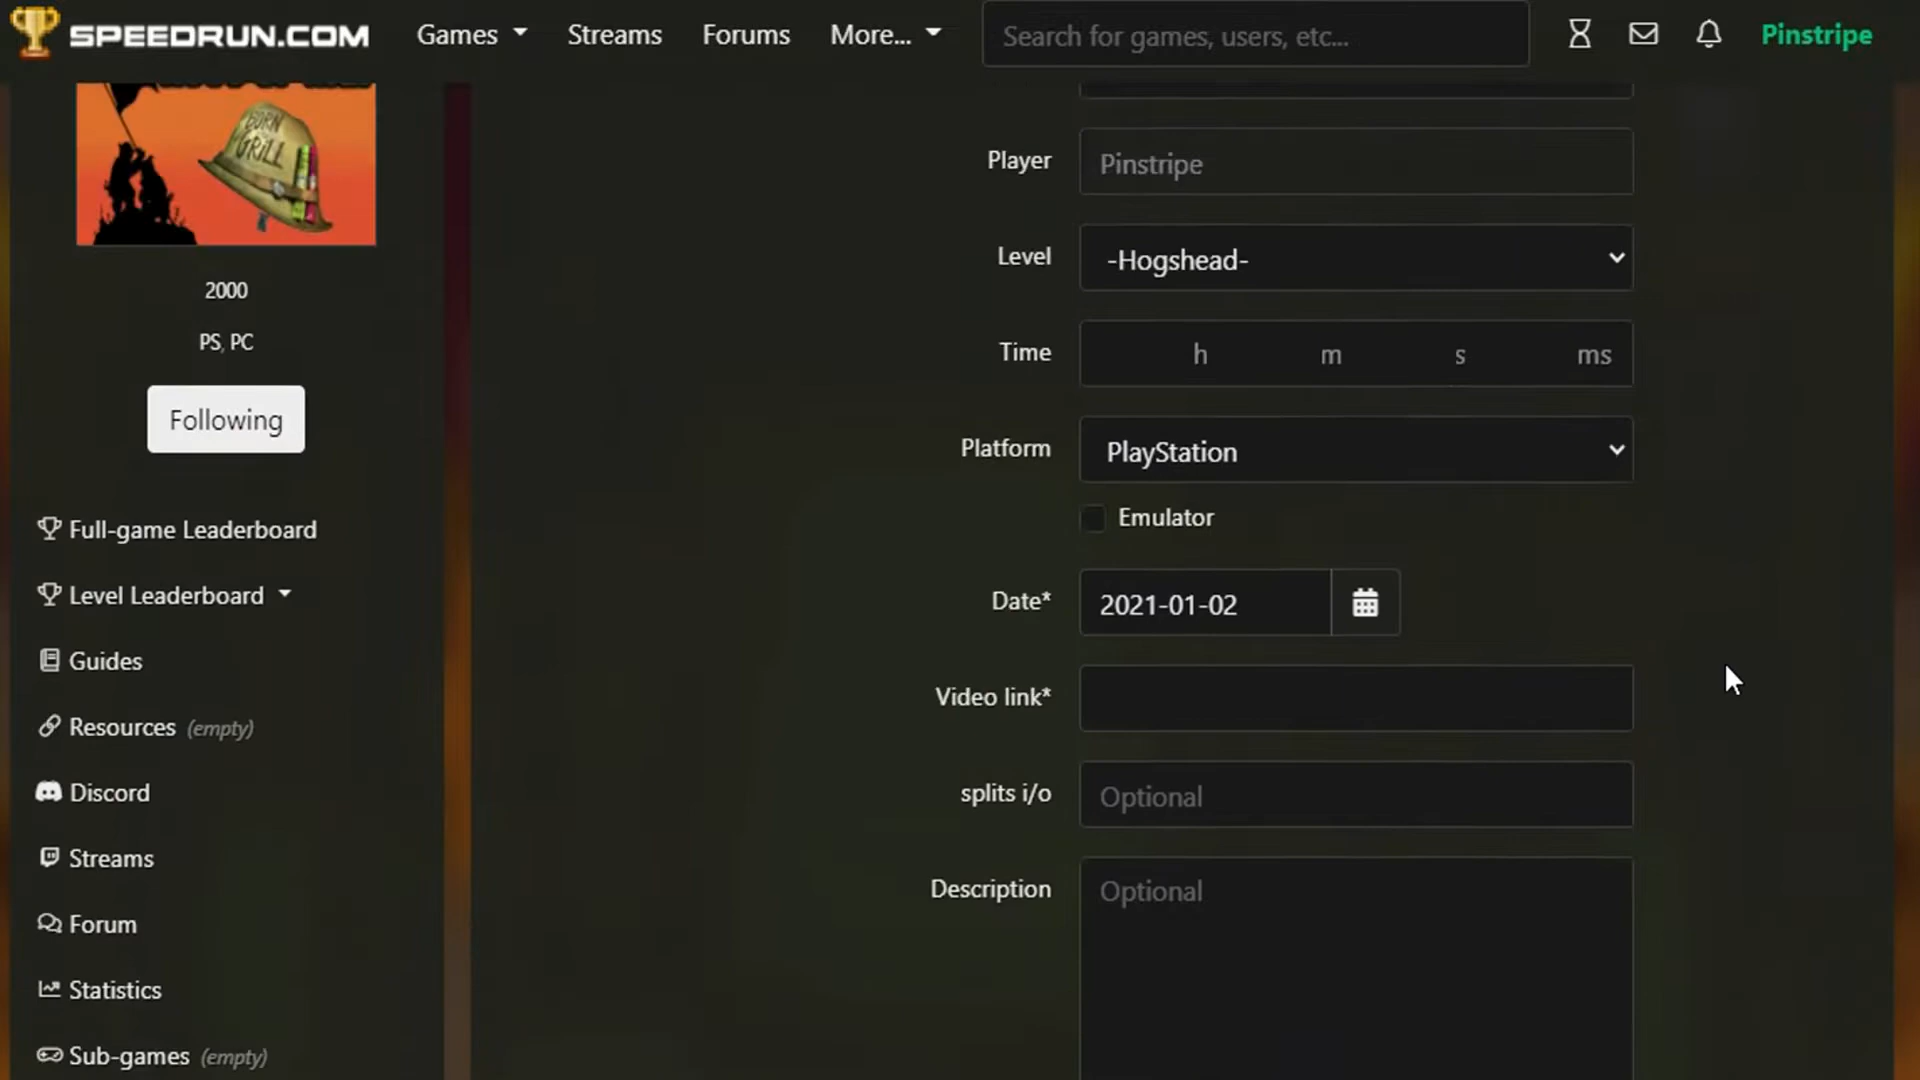 SPEEDRUN.COM Games Streams Forums More... Search for games, users, etc... Pinstripe
BORN
TO
GRILL
2000
PS, PC
Following
Full-game Leaderboard
Level Leaderboard
Guides
Resources (empty)
Discord
Streams
Forum
Statistics
Sub-games (empty)
Player Pinstripe
Level -Hogshead-
Time h m s ms
Platform PlayStation
Emulator
Date* 2021-01-02
Video link*
splits i/o Optional
Description Optional